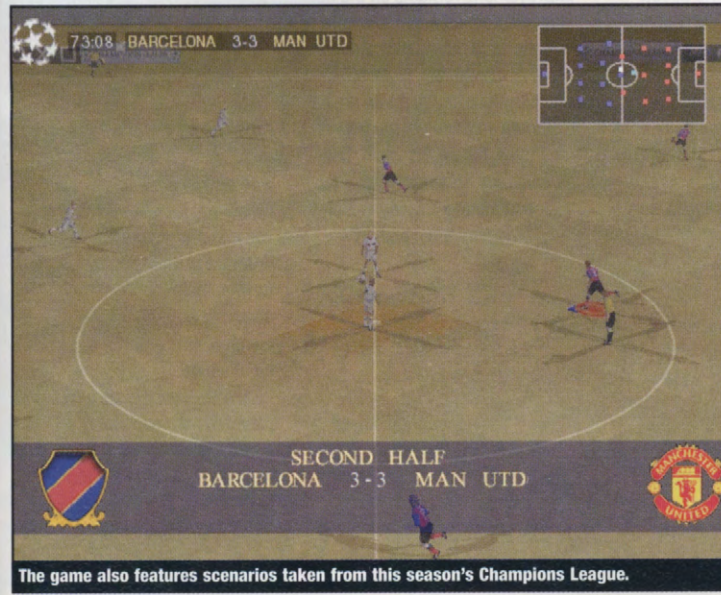 73:08 BARCELONA 3-3 MAN UTD
SECOND HALF
BARCELONA 3-3 MAN UTD
MANCHESTER
UNITED
The game also features scenarios taken from this season's Champions League.